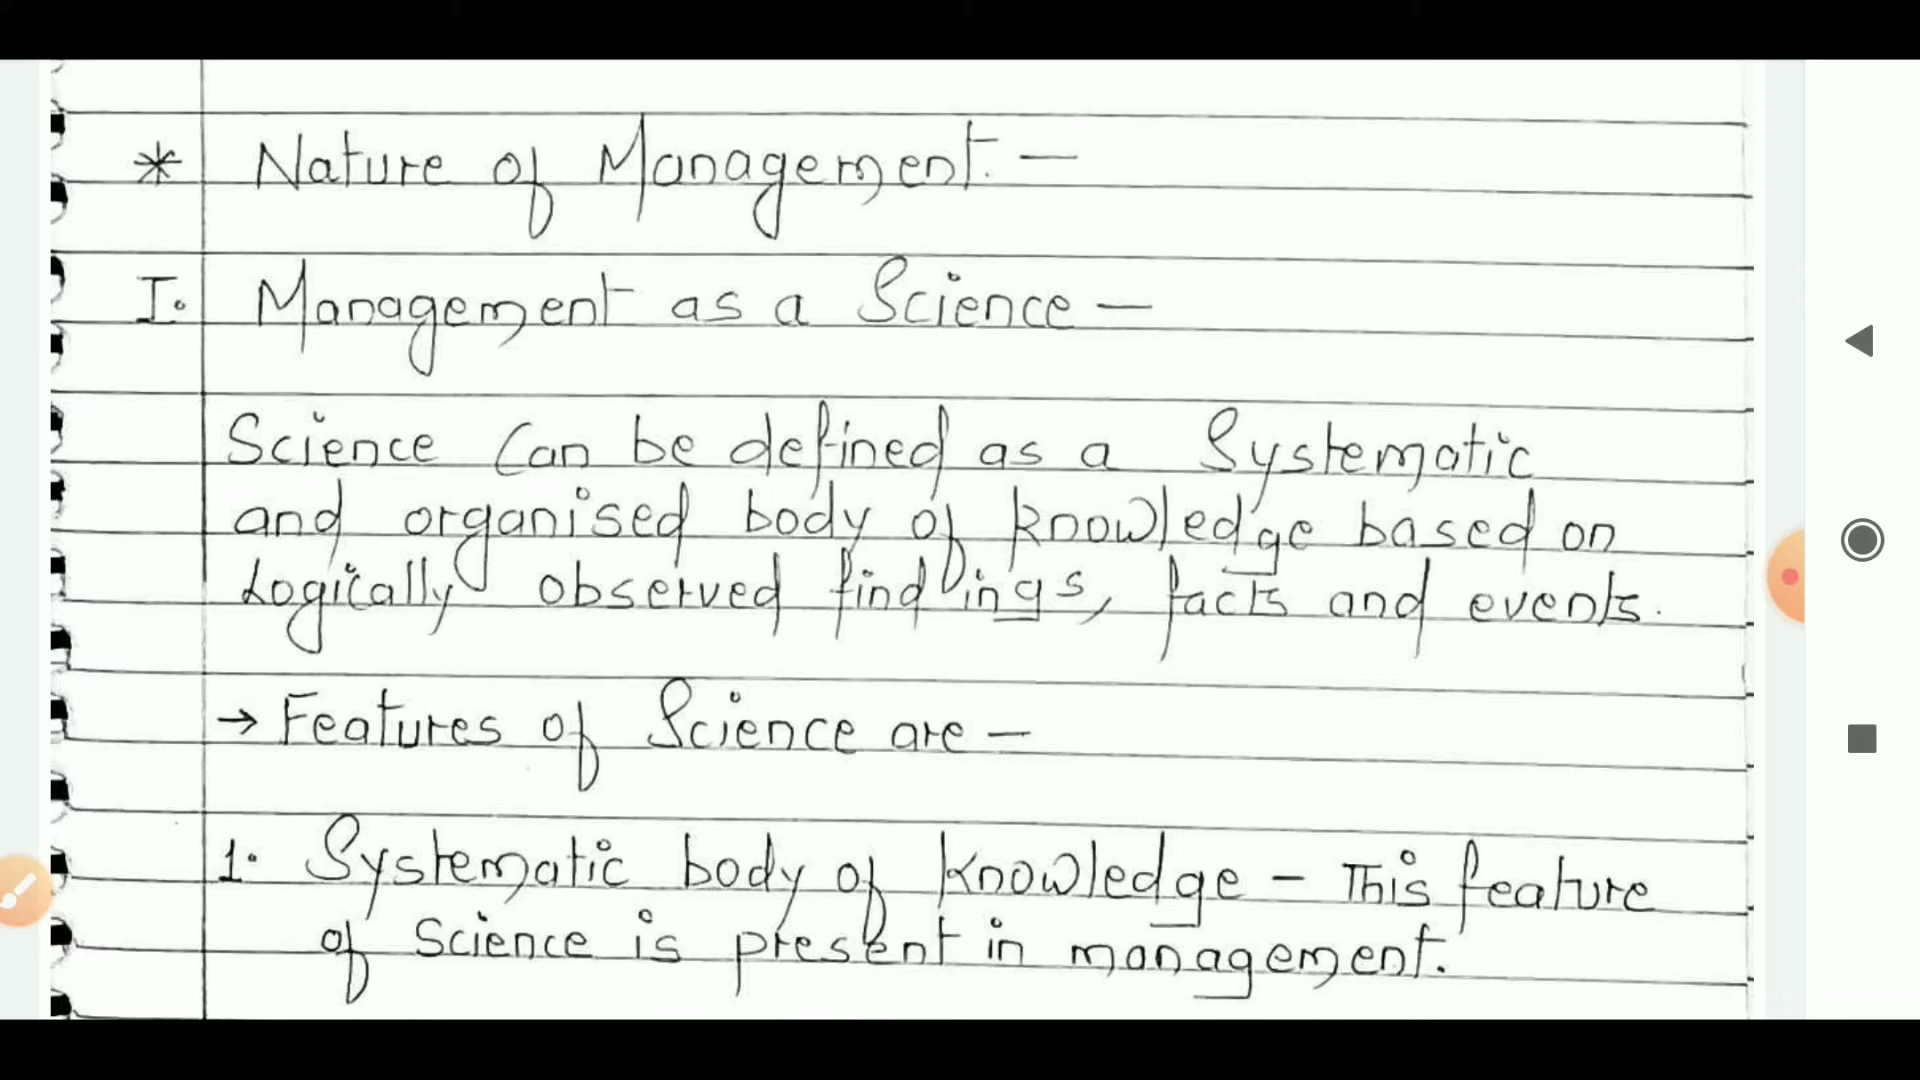 * Nature of Management. -
I. Management as a Science -
Science Can be defined as a Systematic
and organised body of knowledge based on
Logically observed findings, facts and events.
→ Features of Science are -
1. Systematic body of knowledge - This feature
of Science is present in management.